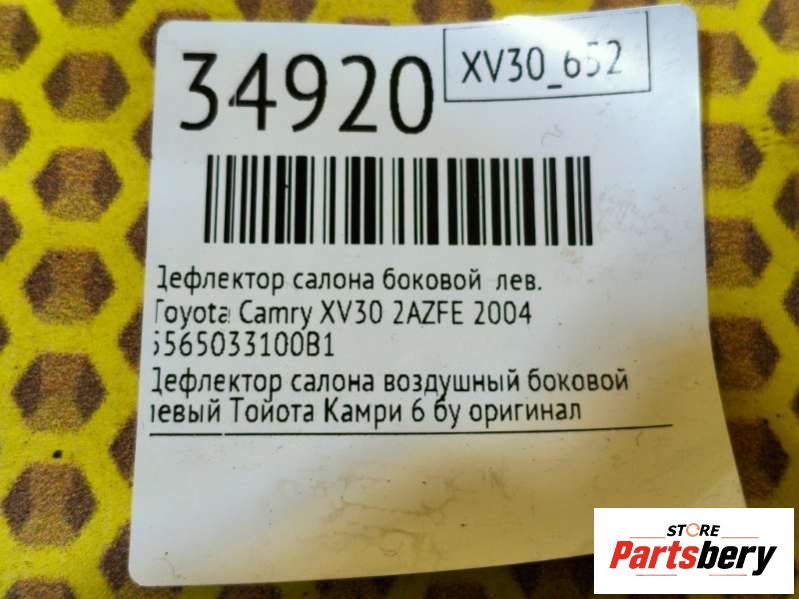 34920
XV30_652
Дефлектор салона боковой лев.
Toyota Camry XV30 2AZFE 2004
5565033100B1
Дефлектор салона воздушный боковой
левый Тойота Камри 6 бу оригинал
STORE
Partsbery